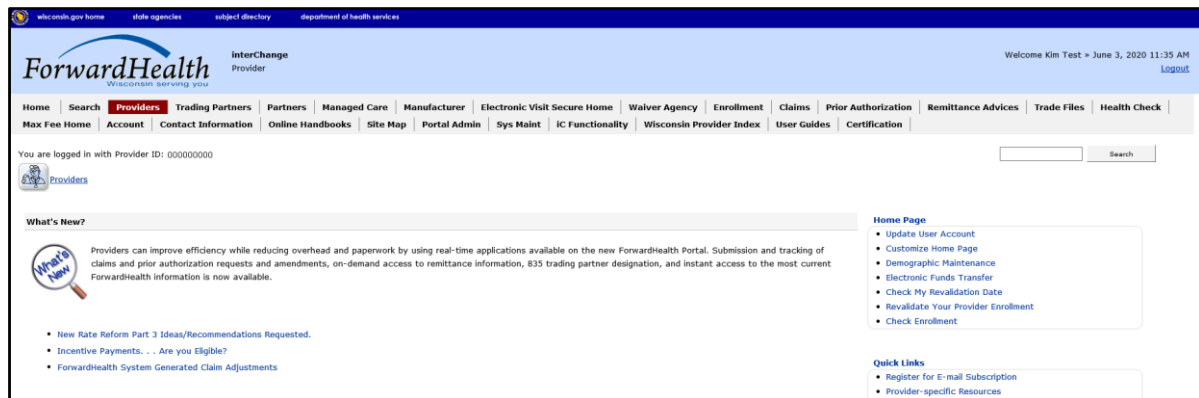 wisconsin.gov home state agencies subject directory department of health services
ForwardHealth
Wisconsin serving you
interChange
Provider
Welcome Kim Test » June 3, 2020 11:35 AM
Logout
Home Search Providers Trading Partners Partners Managed Care Manufacturer Electronic Visit Secure Home Waiver Agency Enrollment Claims Prior Authorization Remittance Advices Trade Files Health Check
Max Fee Home Account Contact Information Online Handbooks Site Map Portal Admin Sys Maint iC Functionality Wisconsin Provider Index User Guides Certification
You are logged in with Provider ID: 000000000
Search
Providers
What's New?
What's New
Providers can improve efficiency while reducing overhead and paperwork by using real-time applications available on the new ForwardHealth Portal. Submission and tracking of
claims and prior authorization requests and amendments, on-demand access to remittance information, 835 trading partner designation, and instant access to the most current
ForwardHealth information is now available.
• New Rate Reform Part 3 Ideas/Recommendations Requested.
• Incentive Payments. . . Are you Eligible?
• ForwardHealth System Generated Claim Adjustments
Home Page
• Update User Account
• Customize Home Page
• Demographic Maintenance
• Electronic Funds Transfer
• Check My Revalidation Date
• Revalidate Your Provider Enrollment
• Check Enrollment
Quick Links
• Register for E-mail Subscription
• Provider-specific Resources